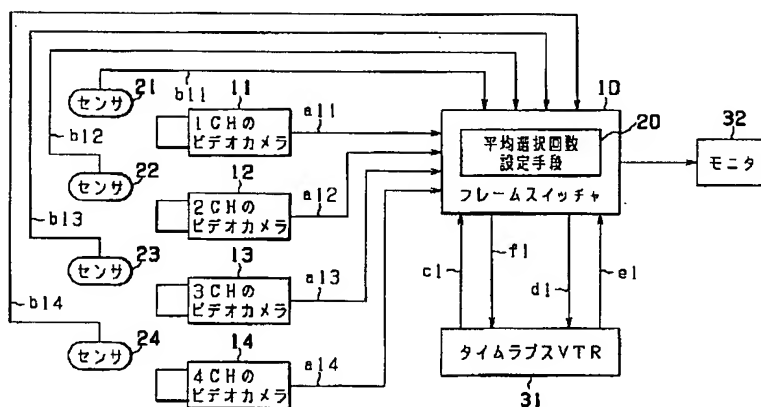 センサ
21
b11
b12
センサ
22
b13
センサ
23
b14
センサ
24
11
1CHの
ビデオカメラ
a11
12
2CHの
ビデオカメラ
a12
13
3CHの
ビデオカメラ
a13
14
4CHの
ビデオカメラ
a14
10
20
平均選択回数
設定手段
フレームスイッチャ
32
モニタ
c1
f1
d1
e1
タイムラプスVTR
31